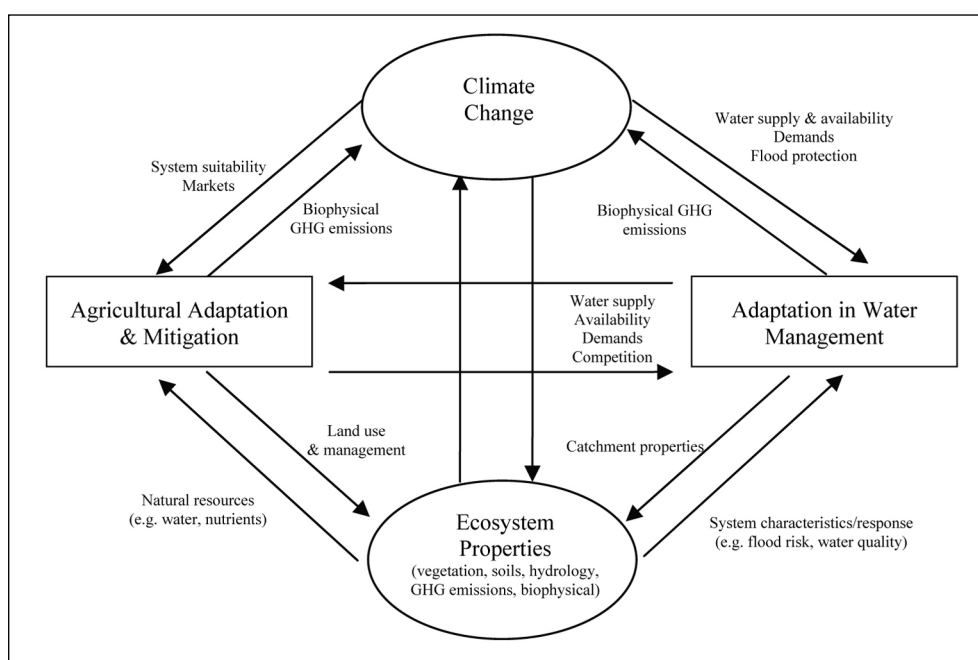 Climate
Change
Water supply & availability
Demands
Flood protection
System suitability
Markets
Biophysical
GHG emissions
Biophysical GHG
emissions
Agricultural Adaptation
& Mitigation
Water supply
Availability
Demands
Competition
Adaptation in Water
Management
Land use
& management
Catchment properties
Natural resources
(e.g. water, nutrients)
Ecosystem
Properties
(vegetation, soils, hydrology,
GHG emissions, biophysical)
System characteristics/response
(e.g. flood risk, water quality)